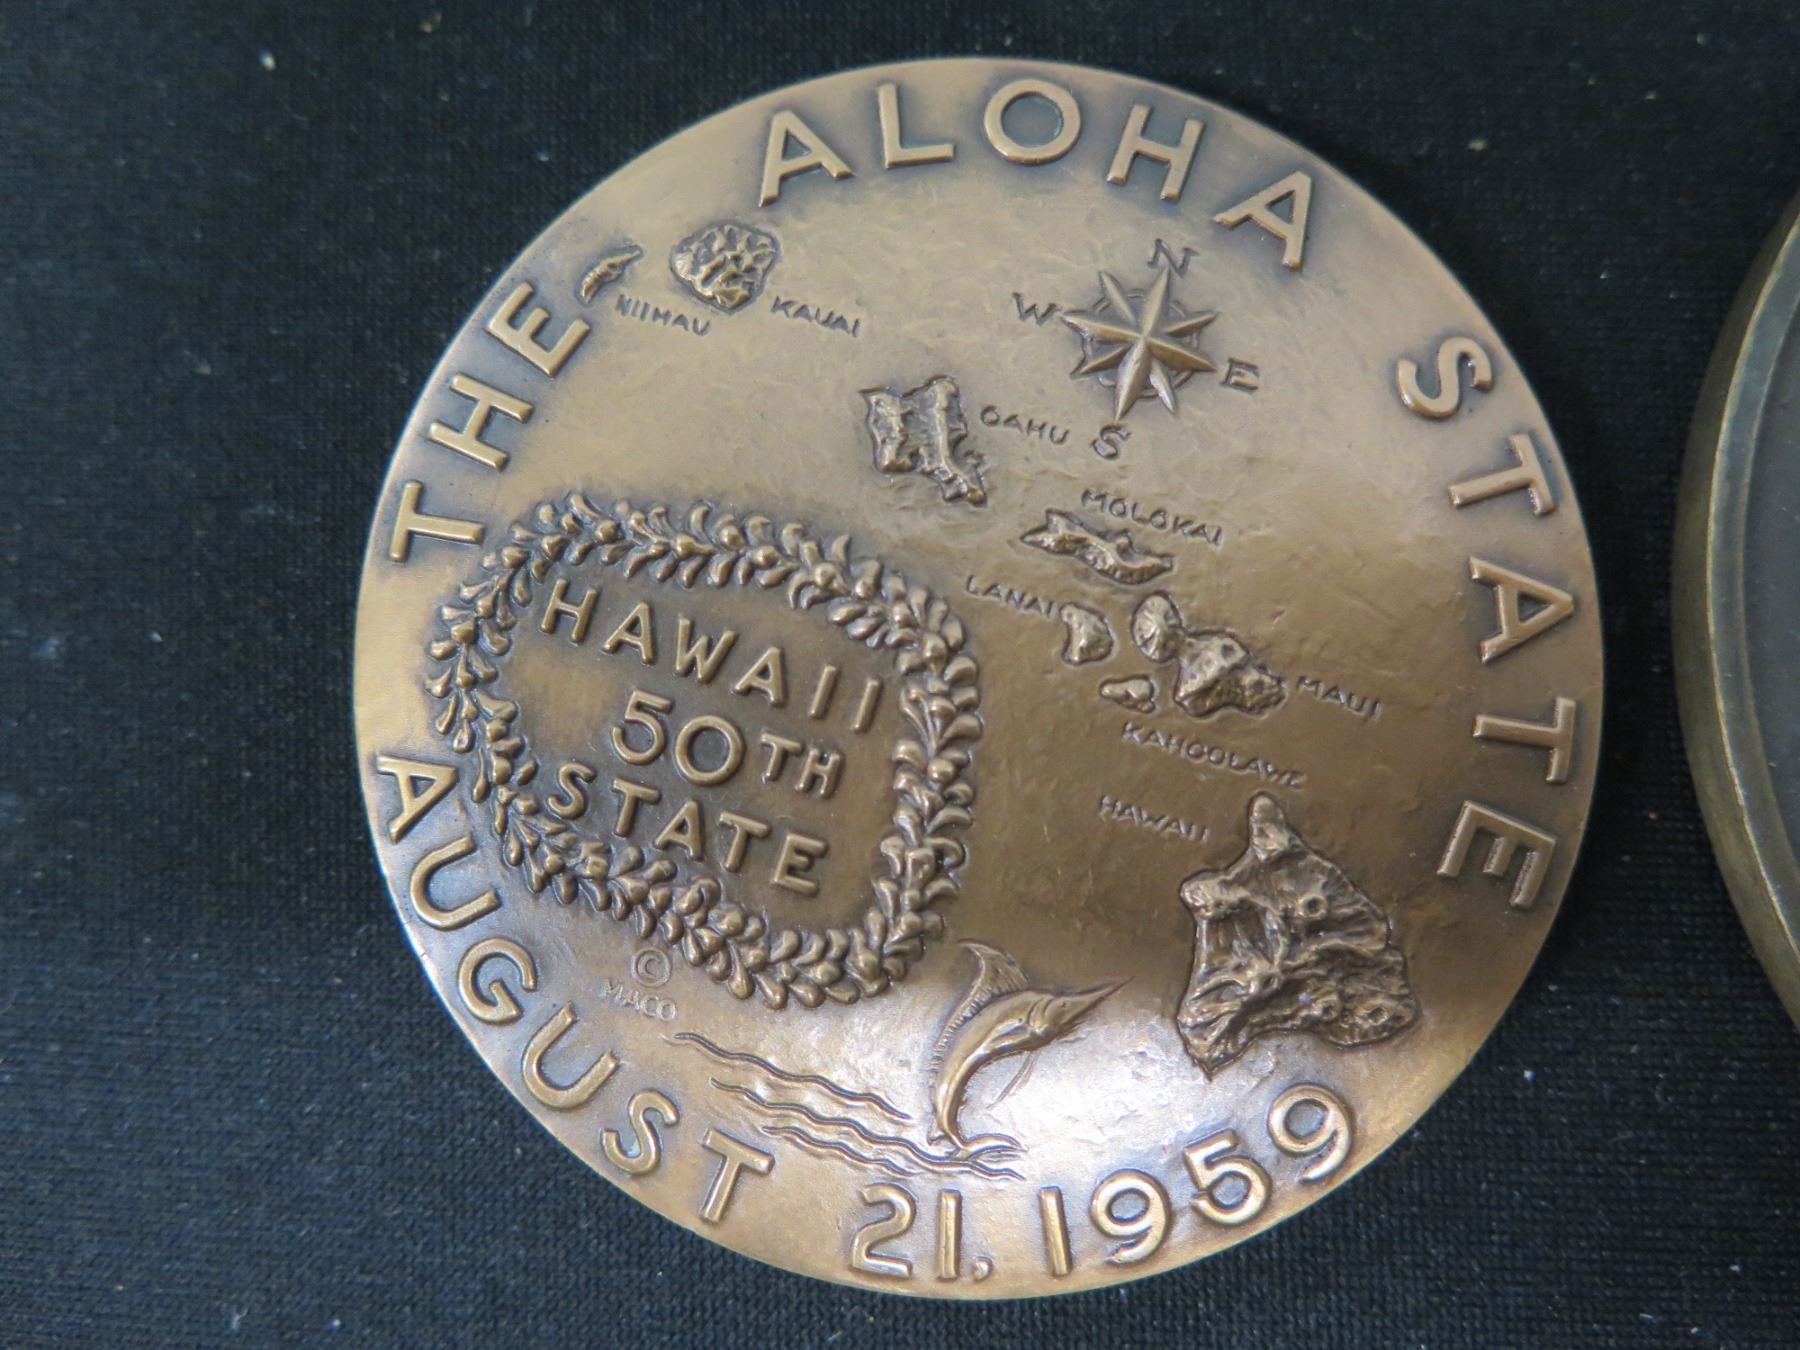 THE ALOHA STATE
NIIHAU
KAUAI
N
W
E
S
OAHU
MOLOKAI
LANAI
MAUI
KAHOOLAWE
HAWAII
HAWAII
50TH
STATE
©
MACO
AUGUST 21, 1959